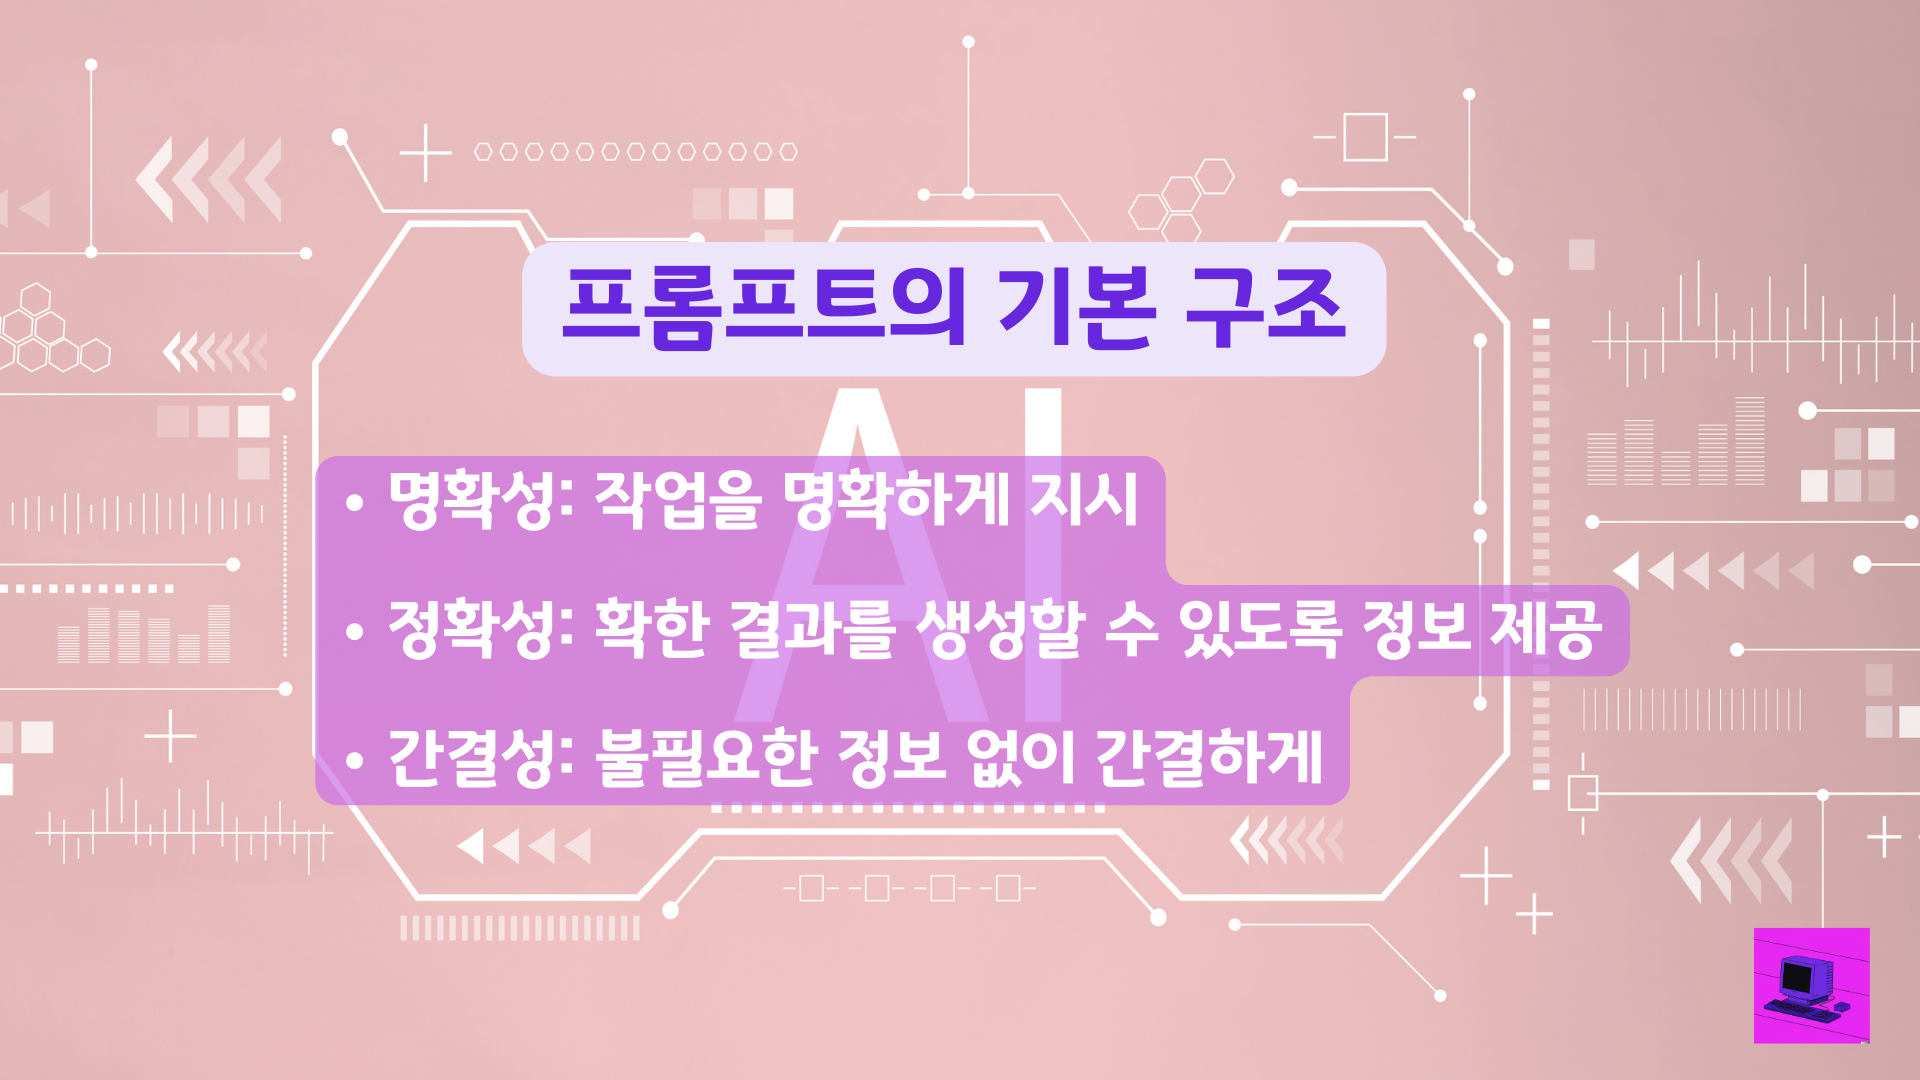 프롬프트의 기본 구조
AI
• 명확성: 작업을 명확하게 지시
• 정확성: 확한 결과를 생성할 수 있도록 정보 제공
• 간결성: 불필요한 정보 없이 간결하게